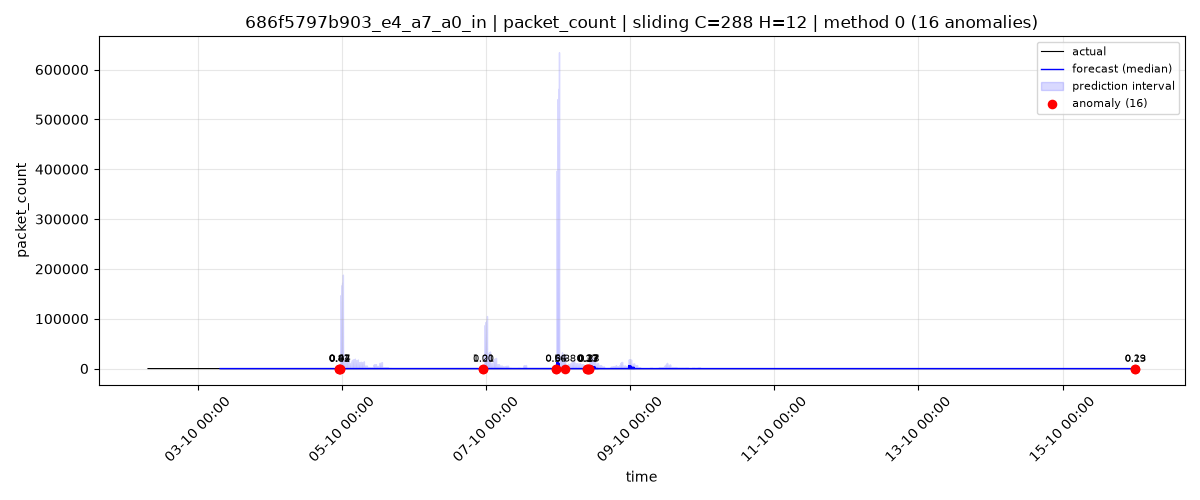 686f5797b903_e4_a7_a0_in | packet_count | sliding C=288 H=12 | method 0 (16 anomalies)
actual
forecast (median)
prediction interval
anomaly (16)
packet_count
600000
500000
400000
300000
200000
100000
0
03-10 00:00
05-10 00:00
07-10 00:00
09-10 00:00
11-10 00:00
13-10 00:00
15-10 00:00
time